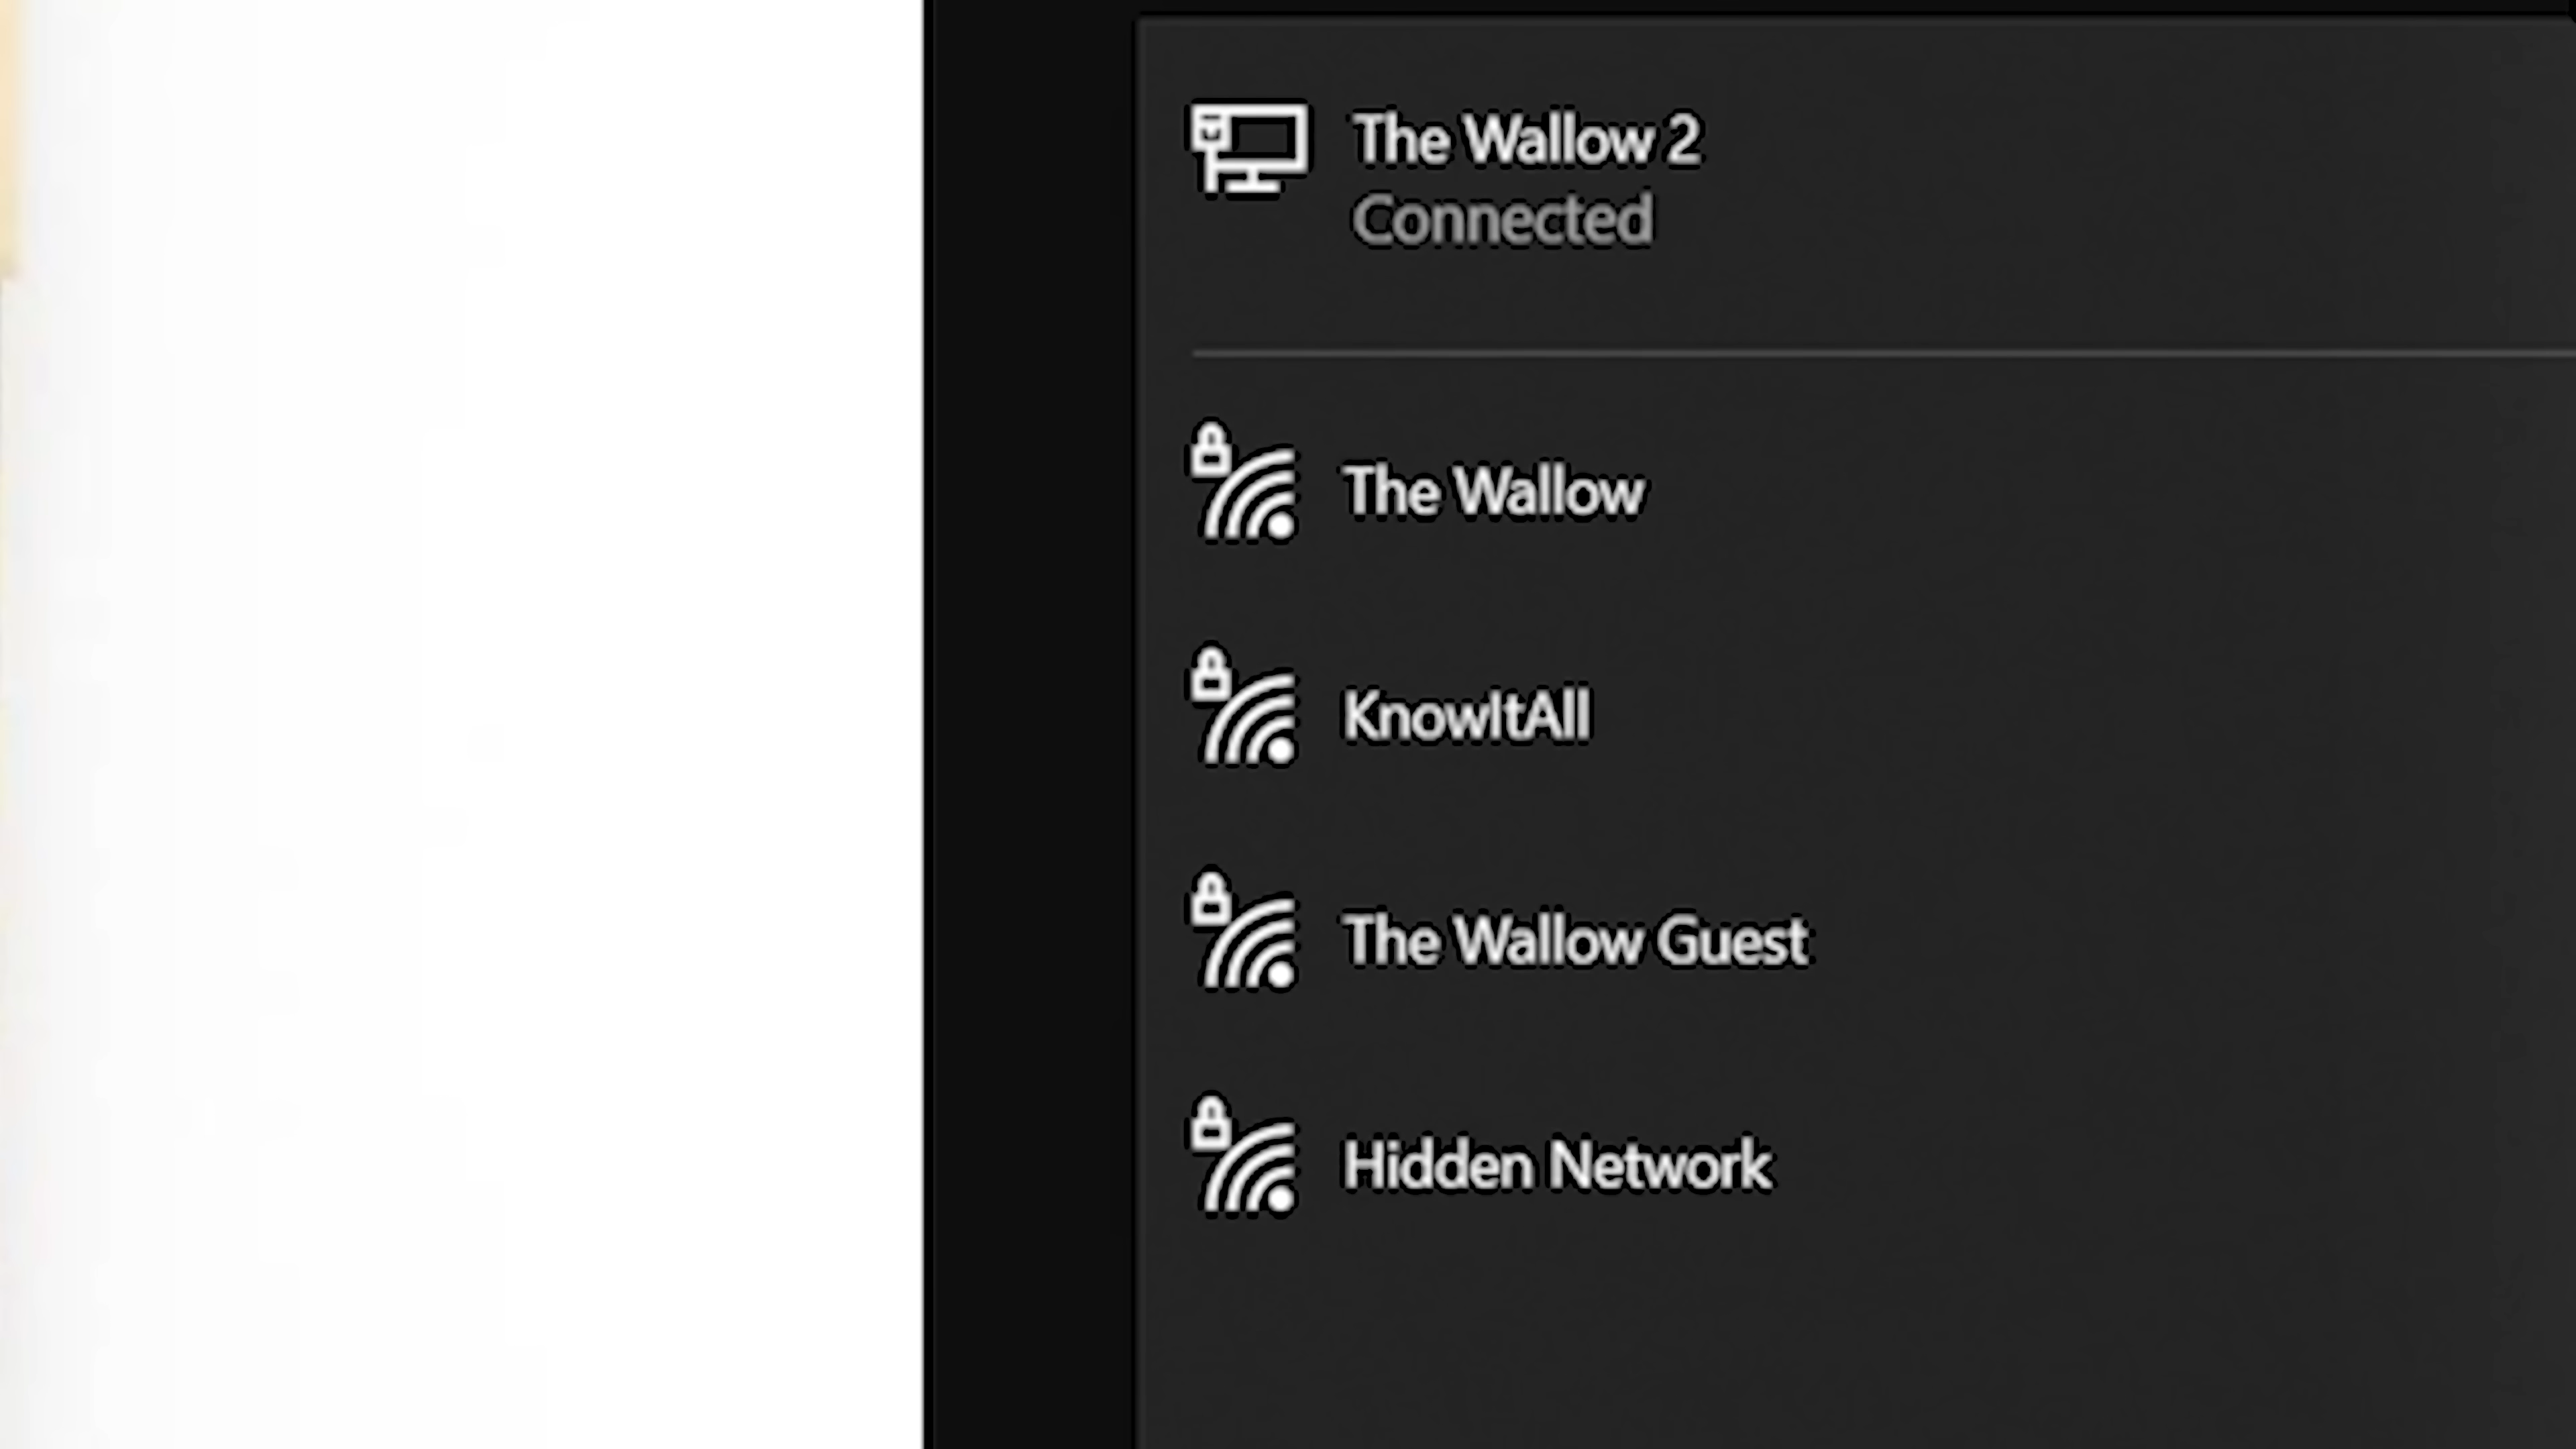 The Wallow 2
Connected
The Wallow
KnowItAll
The Wallow Guest
Hidden Network